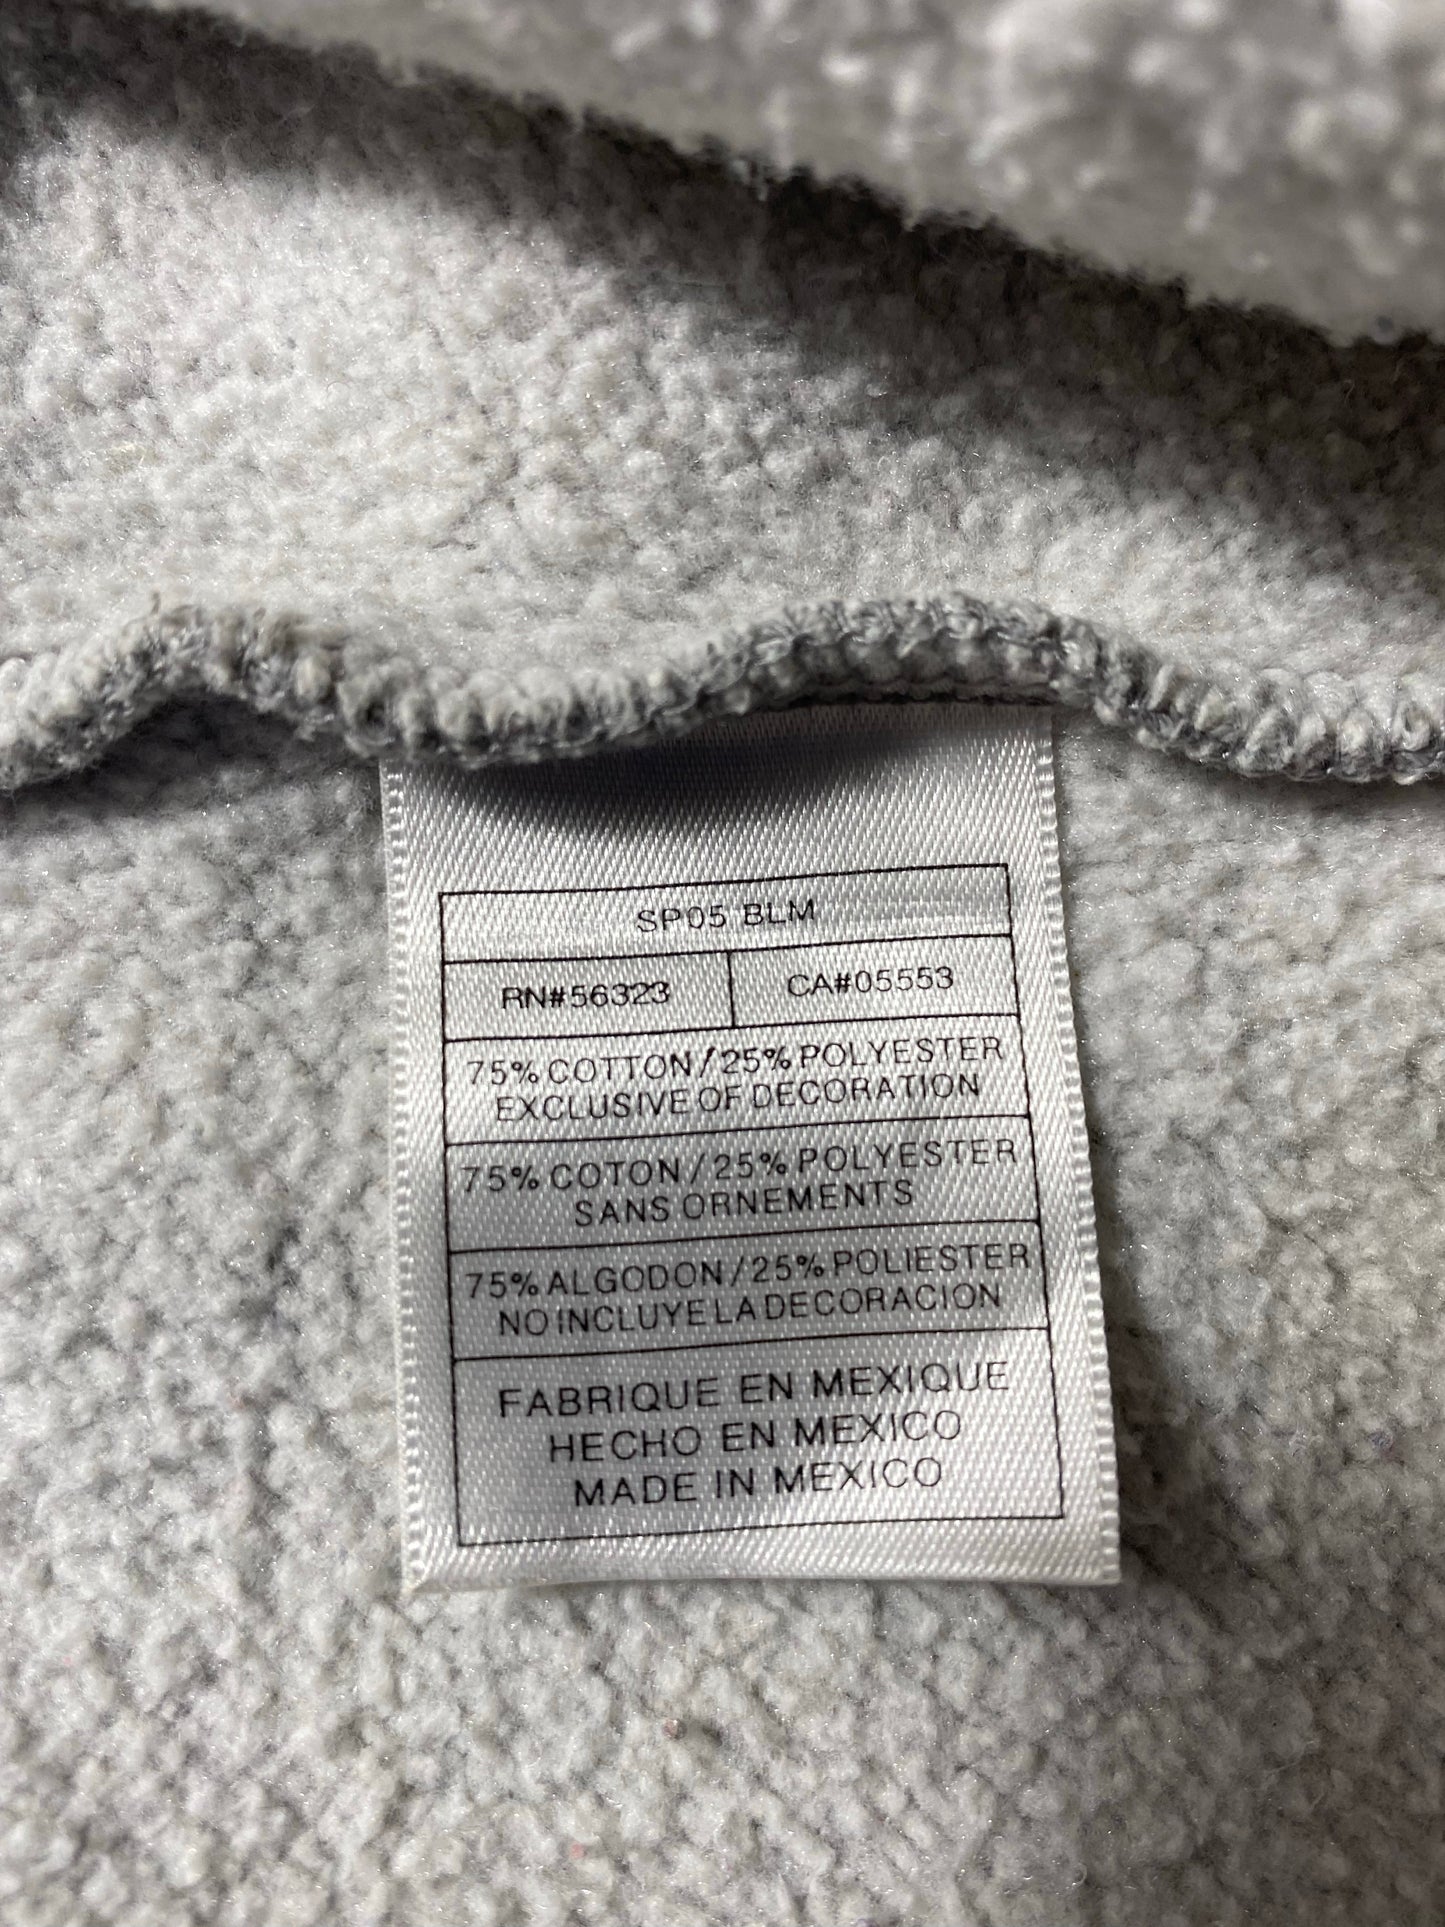 SP05 BLM
RN#56323 CA#05553
75% COTTON/25% POLYESTER
EXCLUSIVE OF DECORATION
75% COTON/25% POLYESTER
SANS ORNEMENTS
75% ALGODON/25% POLIESTER
NO INCLUYE LA DECORACION
FABRIQUE EN MEXIQUE
HECHO EN MEXICO
MADE IN MEXICO